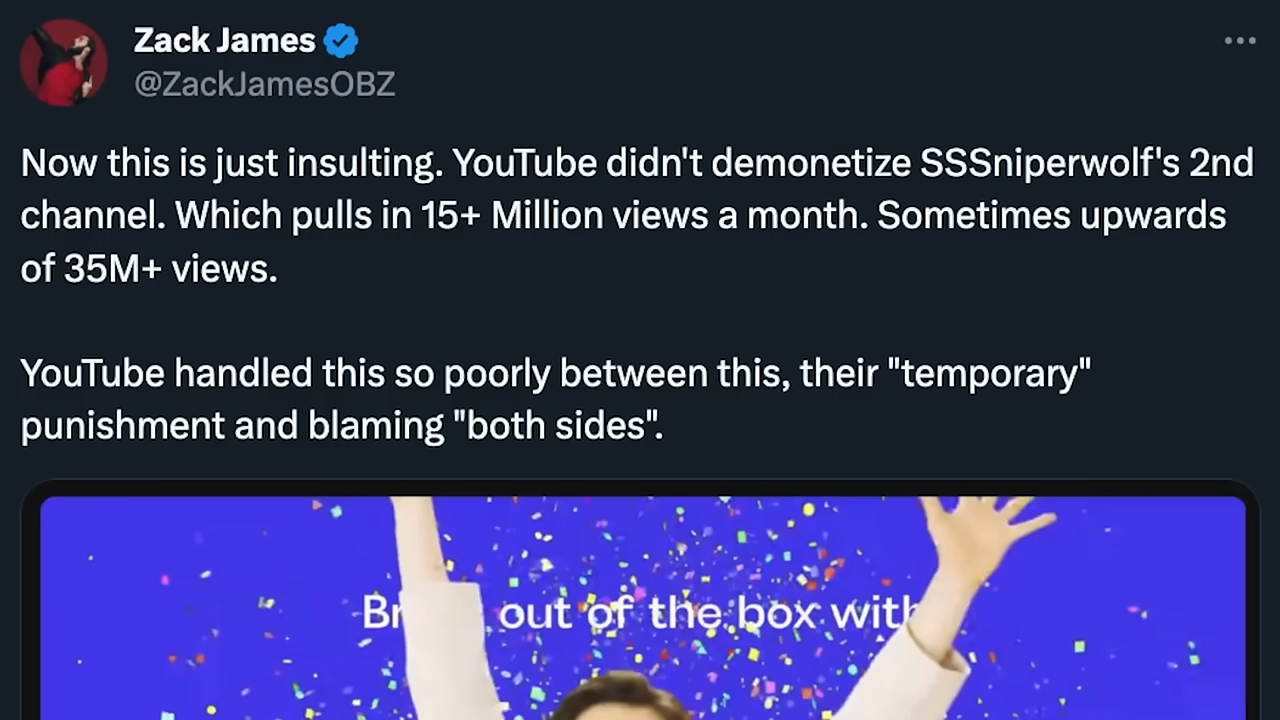 Zack James
@ZackJamesOBZ
Now this is just insulting. YouTube didn't demonetize SSSniperwolf's 2nd
channel. Which pulls in 15+ Million views a month. Sometimes upwards
of 35M+ views.
YouTube handled this so poorly between this, their "temporary"
punishment and blaming "both sides".
out of the box with